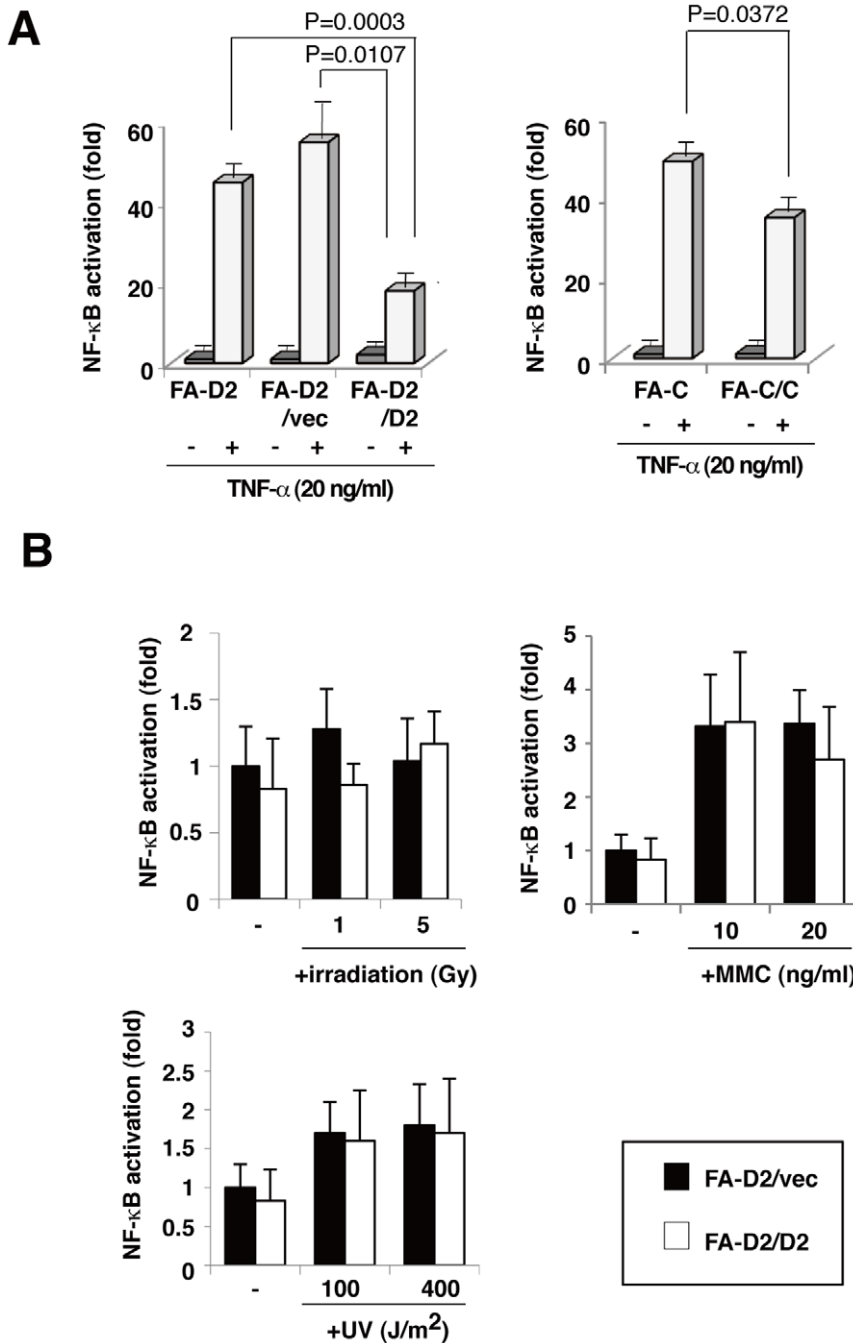 A
P=0.0003
P=0.0107
NF-κB activation (fold)
60
40
20
0
FA-D2
FA-D2
/vec
FA-D2
/D2
- + - + - +
TNF-α (20 ng/ml)
P=0.0372
NF-κB activation (fold)
60
40
20
0
FA-C
FA-C/C
- + - +
TNF-α (20 ng/ml)
B
NF-κB activation (fold)
2
1.5
1
0.5
0
- 1 5
+irradiation (Gy)
NF-κB activation (fold)
5
4
3
2
1
0
- 10 20
+MMC (ng/ml)
NF-κB activation (fold)
3
2.5
2
1.5
1
0.5
0
- 100 400
+UV (J/m²)
FA-D2/vec
FA-D2/D2